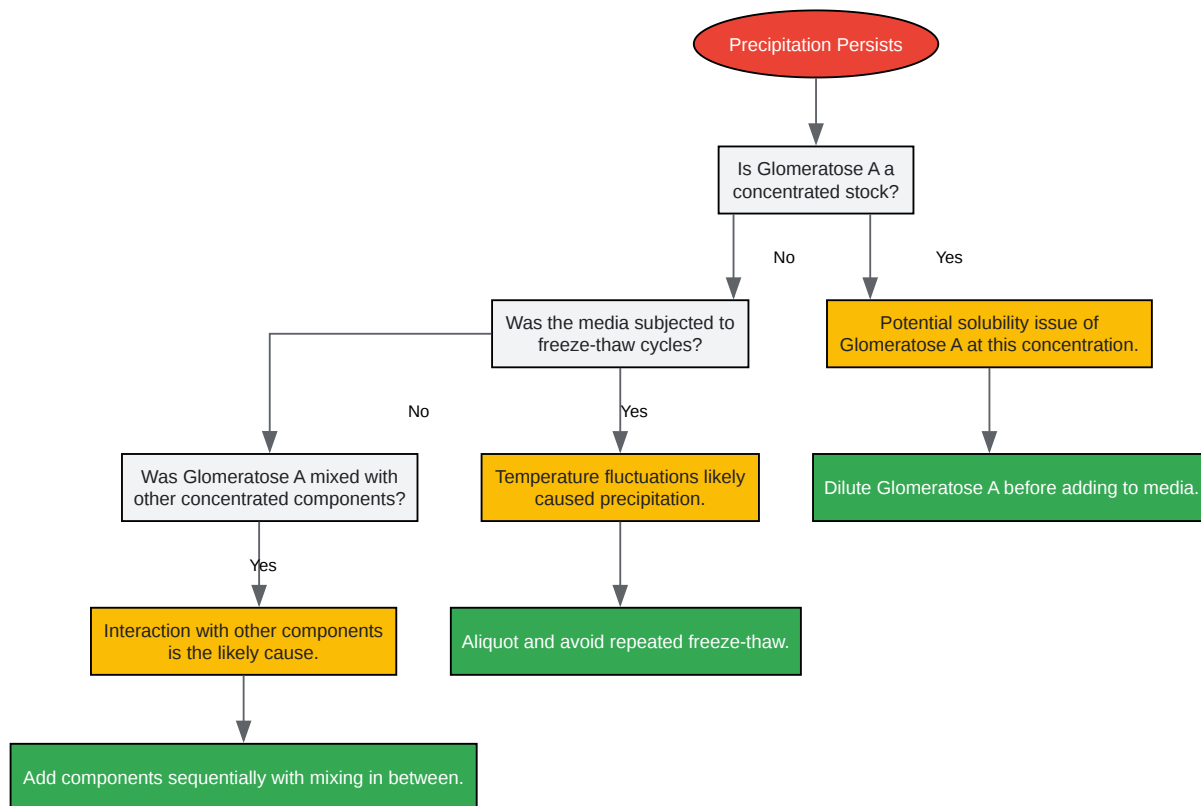 Precipitation Persists
Is Glomeratose A a
concentrated stock?
No
Yes
Was the media subjected to
freeze-thaw cycles?
Potential solubility issue of
Glomeratose A at this concentration.
No
Yes
Was Glomeratose A mixed with
other concentrated components?
Temperature fluctuations likely
caused precipitation.
Dilute Glomeratose A before adding to media.
Yes
Interaction with other components
is the likely cause.
Aliquot and avoid repeated freeze-thaw.
Add components sequentially with mixing in between.